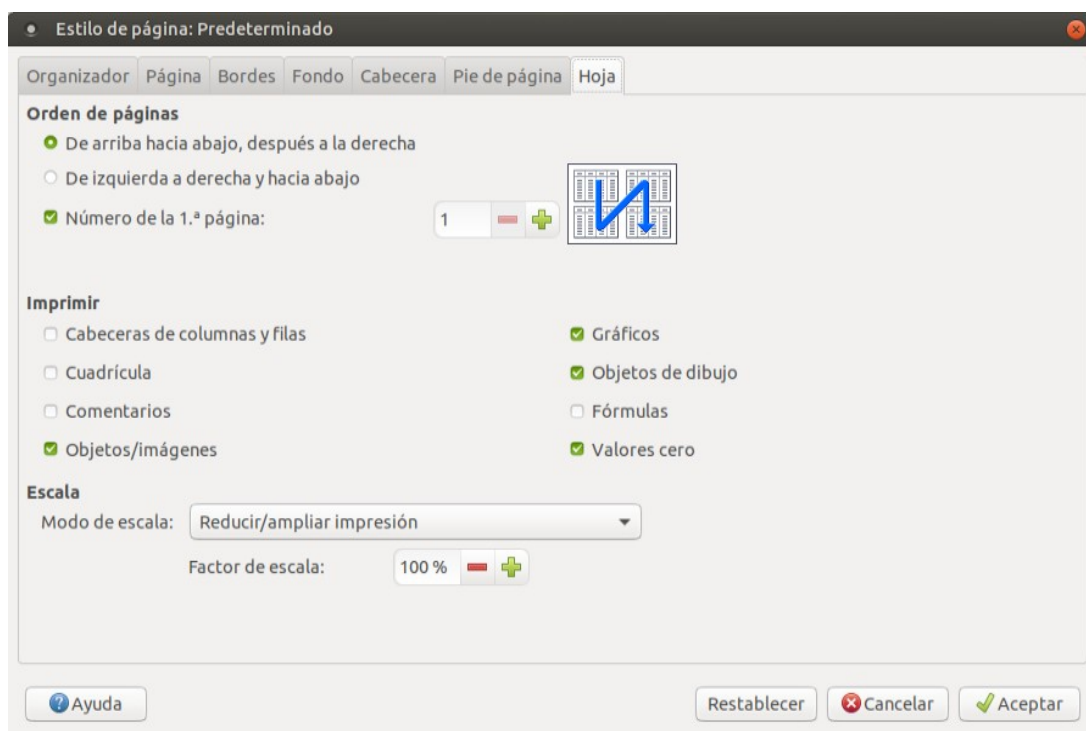 Estilo de página: Predeterminado
Organizador Página Bordes Fondo Cabecera Pie de página Hoja
Orden de páginas
De arriba hacia abajo, después a la derecha
De izquierda a derecha y hacia abajo
Número de la 1.ª página: 1
Imprimir
Cabeceras de columnas y filas Gráficos
Cuadrícula Objetos de dibujo
Comentarios Fórmulas
Objetos/imágenes Valores cero
Escala
Modo de escala: Reducir/ampliar impresión
Factor de escala: 100 %
Ayuda Restablecer Cancelar Aceptar